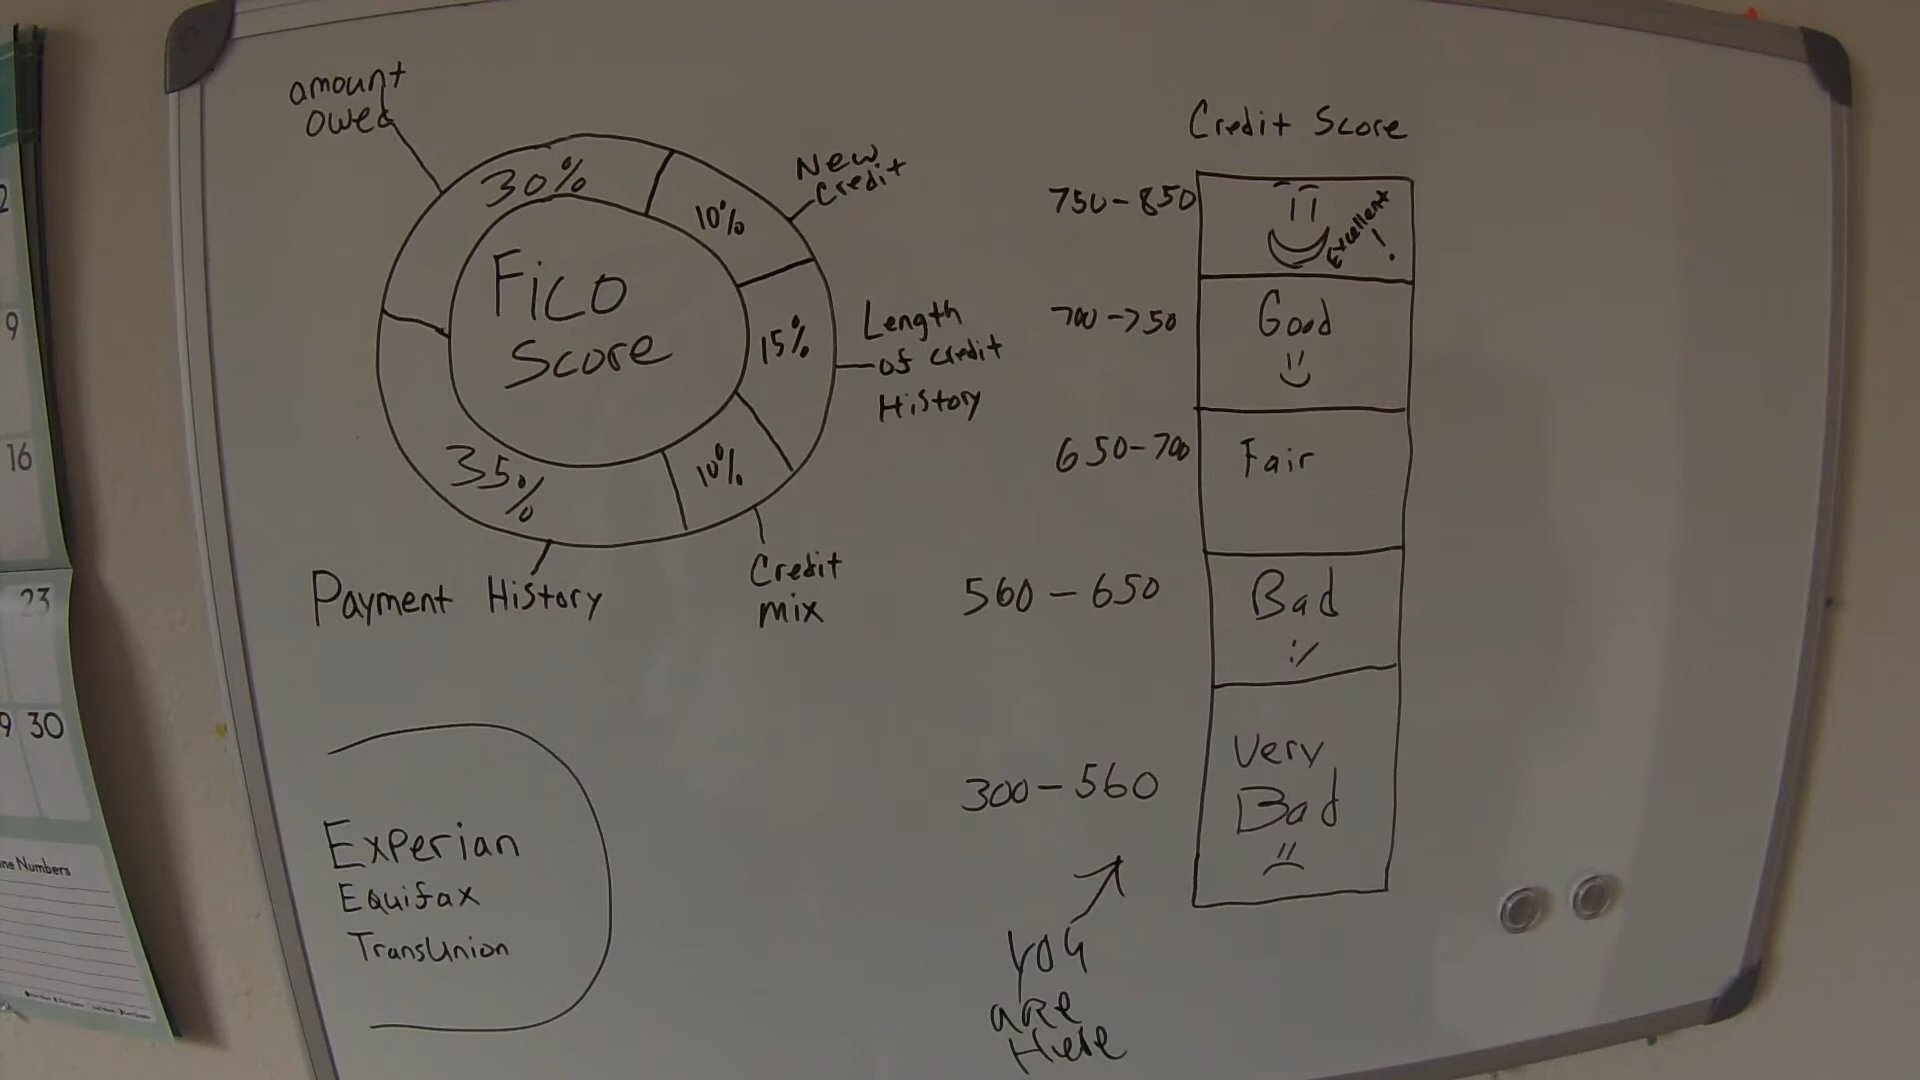 amount
owed
30%
New
Credit
10%
Fico
Score
15%
Length
of credit
History
35%
10%
Payment History
Credit
mix
Experian
Equifax
TransUnion
Credit Score
750-850
Excellent!
700-750
Good
650-700
Fair
560-650
Bad
:/
300-560
Very
Bad
you
are
Here
2
9
16
23
9 30
ne Numbers